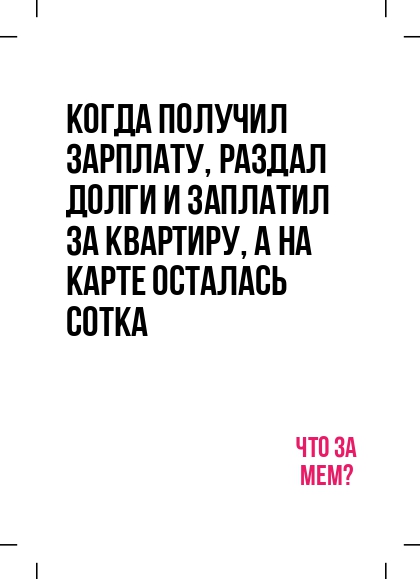 КОГДА ПОЛУЧИЛ
ЗАРПЛАТУ, РАЗДАЛ
ДОЛГИ И ЗАПЛАТИЛ
ЗА КВАРТИРУ, А НА
КАРТЕ ОСТАЛАСЬ
СОТКА
ЧТО ЗА
МЕМ?